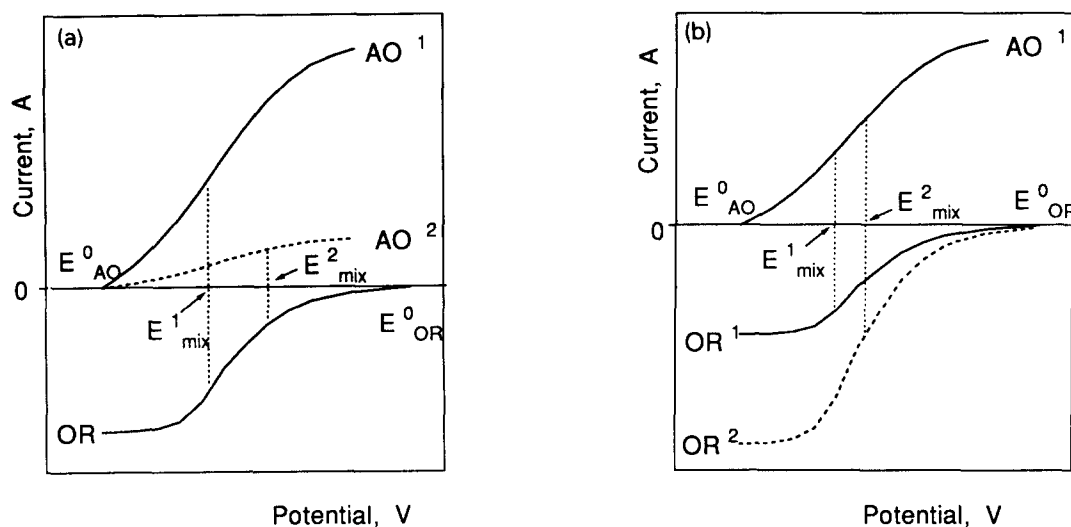 (a)
AO 1
Current, A
E 0 AO
AO 2
E 2 mix
0
E 1 mix
E 0 OR
OR
Potential, V
(b)
AO 1
Current, A
E 0 AO
E 2 mix
E 0 OR
0
E 1 mix
OR 1
OR 2
Potential, V